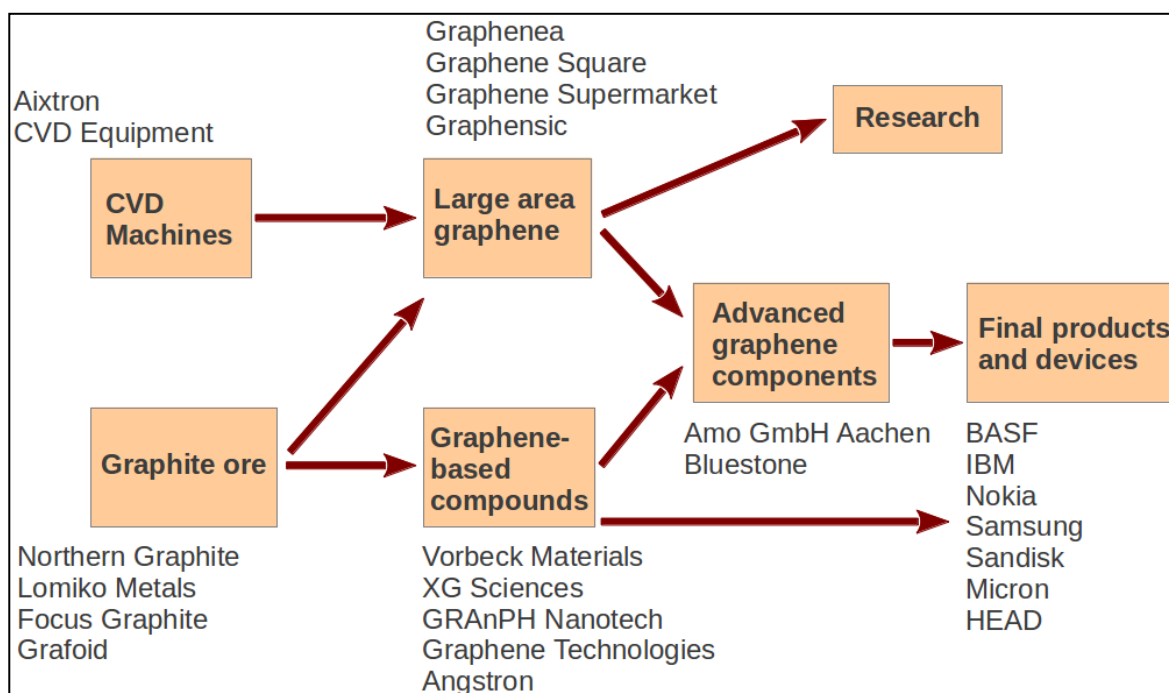 Graphenea
Graphene Square
Graphene Supermarket
Graphensic
Aixtron
CVD Equipment
Research
CVD
Machines
Large area
graphene
Advanced
graphene
components
Final products
and devices
Graphite ore
Graphene-
based
compounds
Amo GmbH Aachen
Bluestone
BASF
IBM
Nokia
Samsung
Sandisk
Micron
HEAD
Northern Graphite
Lomiko Metals
Focus Graphite
Grafoid
Vorbeck Materials
XG Sciences
GRAnPH Nanotech
Graphene Technologies
Angstron